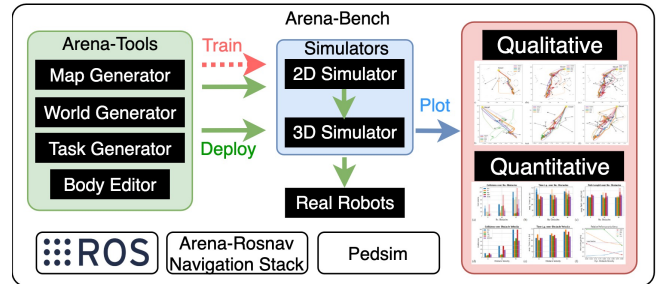 Arena-Bench
Arena-Tools
Map Generator
World Generator
Task Generator
Body Editor
Train
Deploy
Simulators
2D Simulator
3D Simulator
Real Robots
Plot
Qualitative
Quantitative
ROS
Arena-Rosnav
Navigation Stack
Pedsim